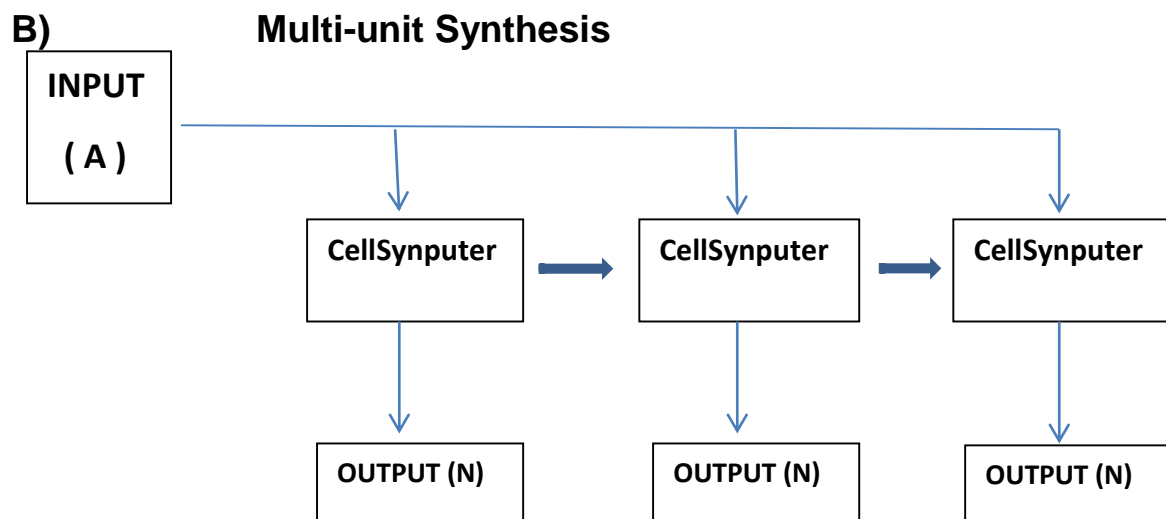 B) Multi-unit Synthesis
INPUT
( A )
CellSynputer
CellSynputer
CellSynputer
OUTPUT (N)
OUTPUT (N)
OUTPUT (N)